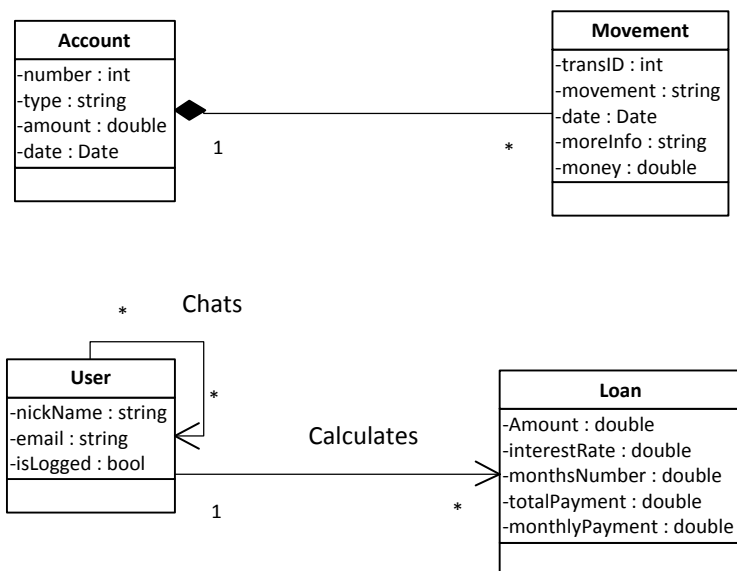 Account
-number : int
-type : string
-amount : double
-date : Date
1
*
Movement
-transID : int
-movement : string
-date : Date
-moreInfo : string
-money : double
Chats
*
*
User
-nickName : string
-email : string
-isLogged : bool
Calculates
1
*
Loan
-Amount : double
-interestRate : double
-monthsNumber : double
-totalPayment : double
-monthlyPayment : double